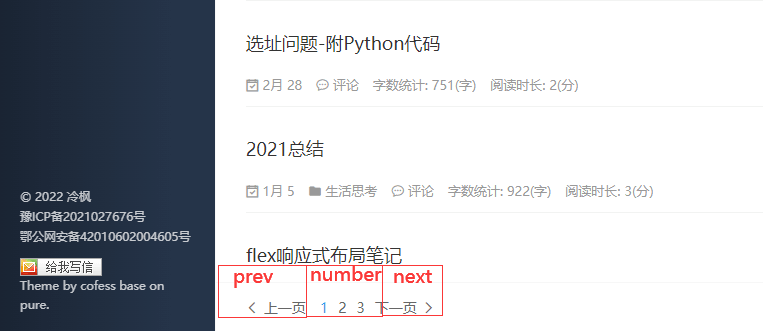 选址问题-附Python代码
2月 28 评论 字数统计: 751(字) 阅读时长: 2(分)
2021总结
1月 5 生活思考 评论 字数统计: 922(字) 阅读时长: 3(分)
flex响应式布局笔记
prev number next
上一页 1 2 3 下一页
© 2022 冷枫
豫ICP备2021027676号
鄂公网安备42010602004605号
给我写信
Theme by cofess base on
pure.